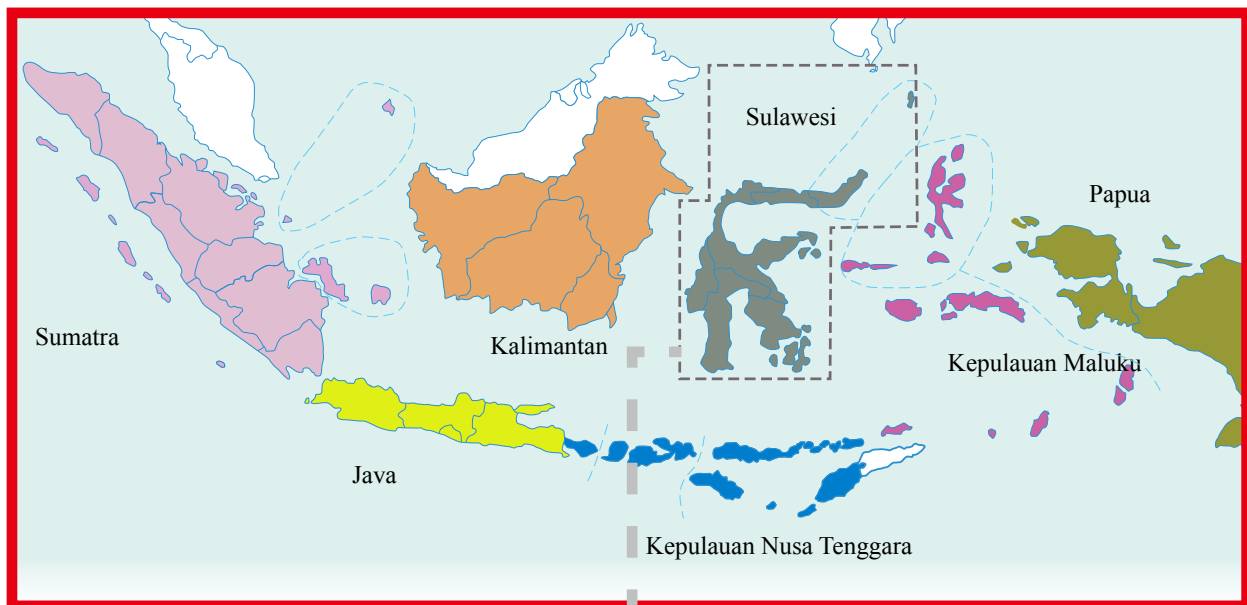 Sulawesi
Papua
Sumatra
Kalimantan
Kepulauan Maluku
Java
Kepulauan Nusa Tenggara